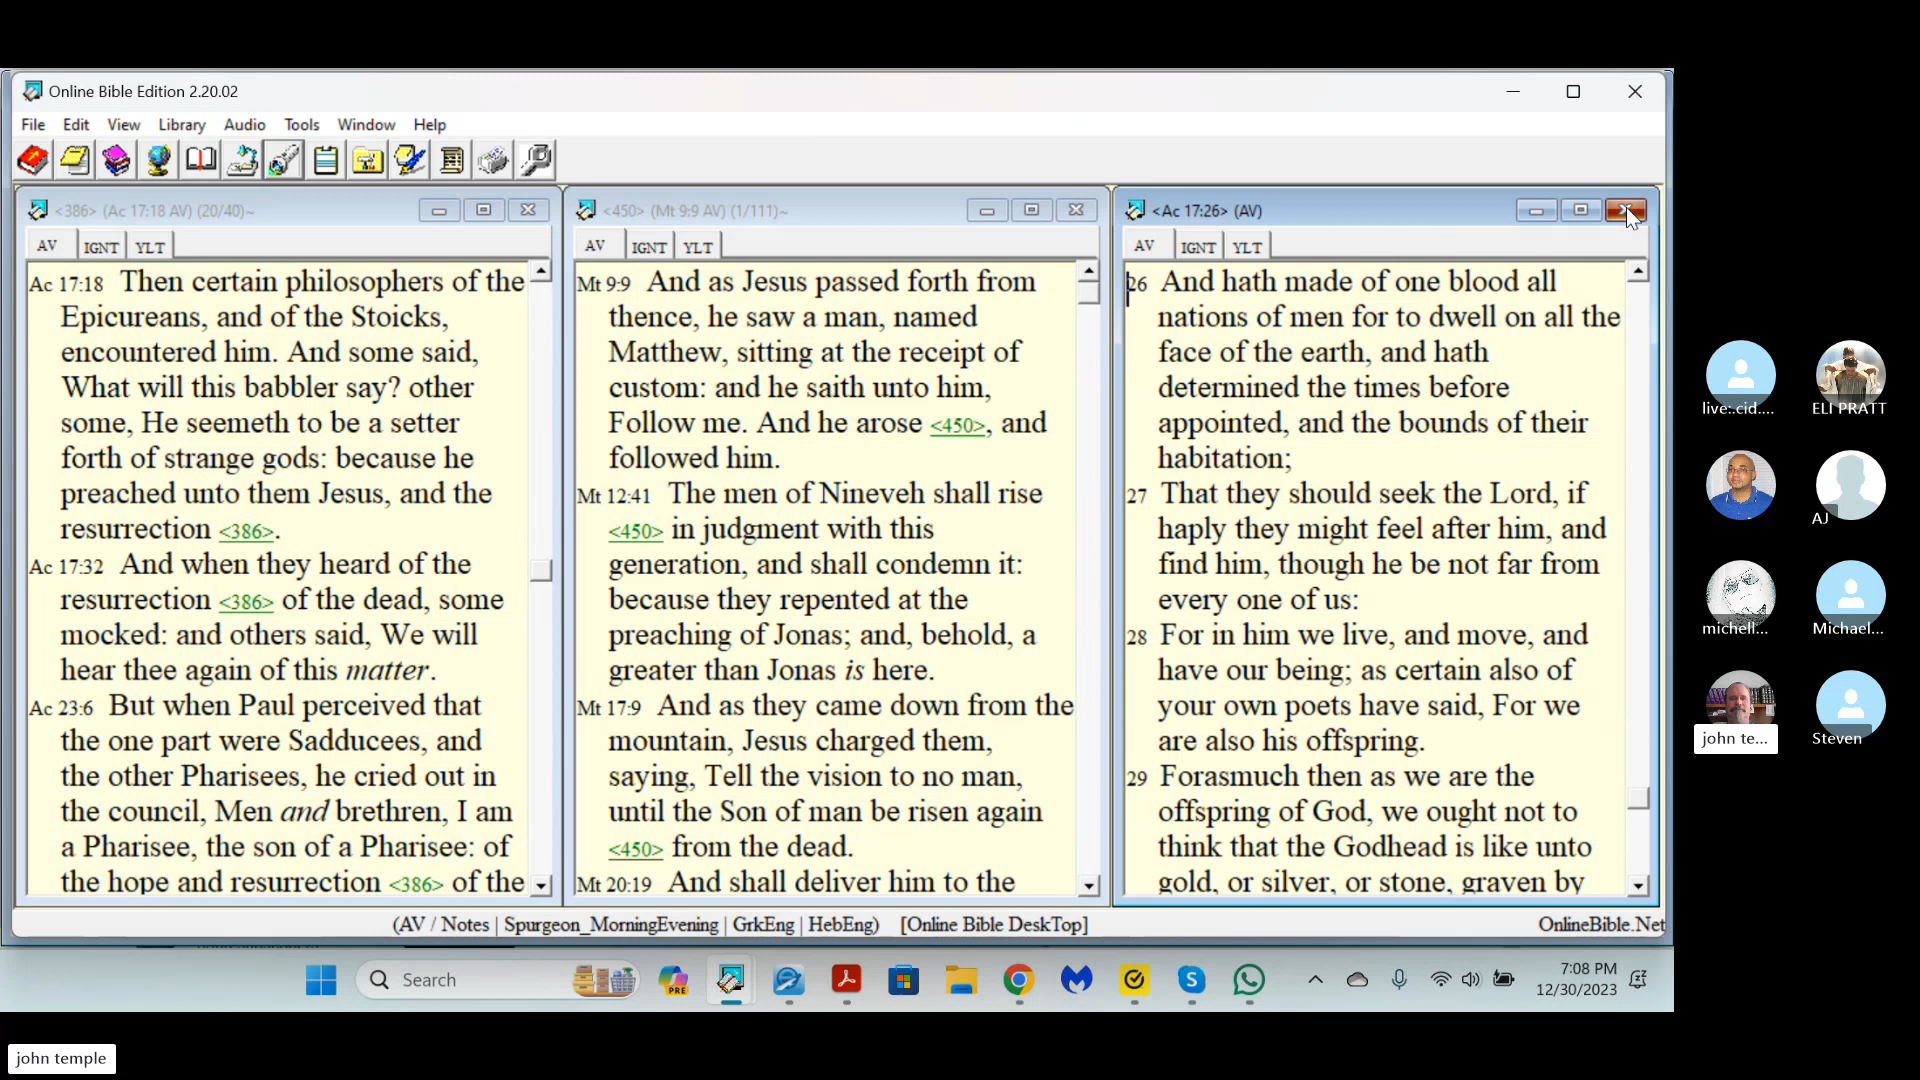 Online Bible Edition 2.20.02
File Edit View Library Audio Tools Window Help
<386> (Ac 17:18 AV) (20/40)~
AV IGNT YLT
Ac 17:18 Then certain philosophers of the
Epicureans, and of the Stoicks,
encountered him. And some said,
What will this babbler say? other
some, He seemeth to be a setter
forth of strange gods: because he
preached unto them Jesus, and the
resurrection <386>.
Ac 17:32 And when they heard of the
resurrection <386> of the dead, some
mocked: and others said, We will
hear thee again of this matter.
Ac 23:6 But when Paul perceived that
the one part were Sadducees, and
the other Pharisees, he cried out in
the council, Men and brethren, I am
a Pharisee, the son of a Pharisee: of
the hope and resurrection <386> of the
<450> (Mt 9:9 AV) (1/111)~
AV IGNT YLT
Mt 9:9 And as Jesus passed forth from
thence, he saw a man, named
Matthew, sitting at the receipt of
custom: and he saith unto him,
Follow me. And he arose <450>, and
followed him.
Mt 12:41 The men of Nineveh shall rise
<450> in judgment with this
generation, and shall condemn it:
because they repented at the
preaching of Jonas; and, behold, a
greater than Jonas is here.
Mt 17:9 And as they came down from the
mountain, Jesus charged them,
saying, Tell the vision to no man,
until the Son of man be risen again
<450> from the dead.
Mt 20:19 And shall deliver him to the
<Ac 17:26> (AV)
AV IGNT YLT
26 And hath made of one blood all
nations of men for to dwell on all the
face of the earth, and hath
determined the times before
appointed, and the bounds of their
habitation;
27 That they should seek the Lord, if
haply they might feel after him, and
find him, though he be not far from
every one of us:
28 For in him we live, and move, and
have our being; as certain also of
your own poets have said, For we
are also his offspring.
29 Forasmuch then as we are the
offspring of God, we ought not to
think that the Godhead is like unto
gold, or silver, or stone, graven by
(AV / Notes | Spurgeon_MorningEvening | GrkEng | HebEng) [Online Bible DeskTop]
OnlineBible.Net
Search
PRE
7:08 PM
12/30/2023
live:.cid.... ELI PRATT
AJ
michell... Michael...
john te... Steven
john temple